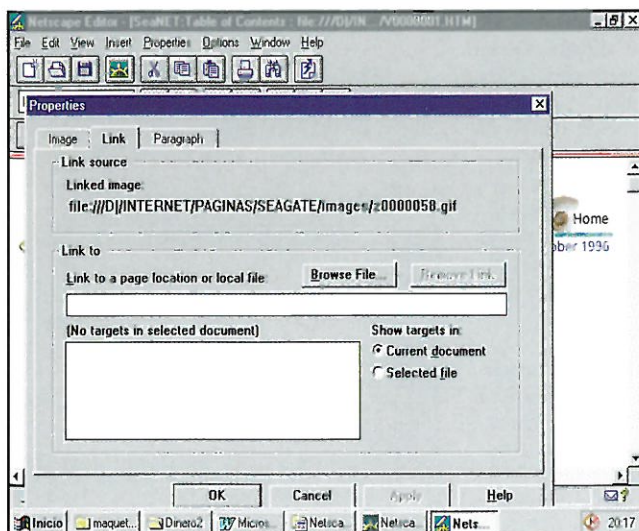 Netscape Editor - [SeaNET:Table of Contents : file:///D|/IN... /V0000001.HTM]
File Edit View Insert Properties Options Window Help
Properties
Image Link Paragraph
Link source
Linked image:
file:///D|/INTERNET/PAGINAS/SEAGATE/images/z0000058.gif
Home
ober 1996
Link to
Link to a page location or local file: Browse File... Remove Link
(No targets in selected document) Show targets in:
Current document
Selected file
OK Cancel Apply Help
Inicio maquet... Dinero2 Micros... Netsca... Netsca... Nets... 20:17